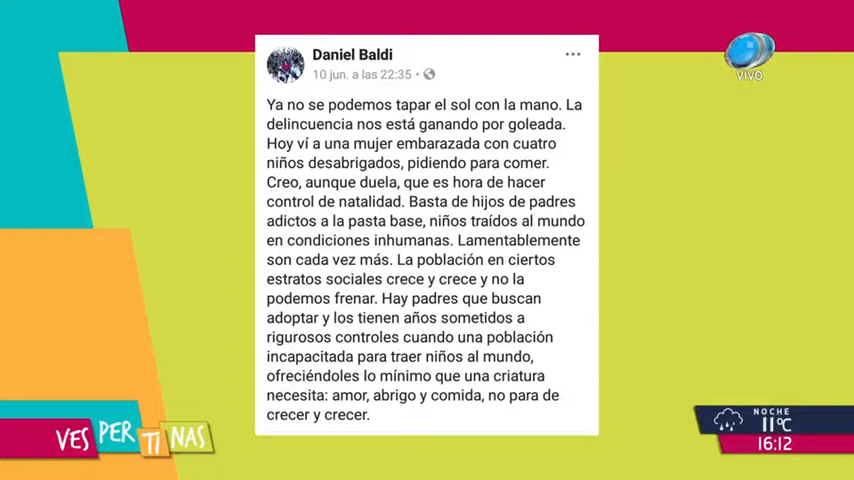 Daniel Baldi
10 jun. a las 22:35
Ya no se podemos tapar el sol con la mano. La
delincuencia nos está ganando por goleada.
Hoy ví a una mujer embarazada con cuatro
niños desabrigados, pidiendo para comer.
Creo, aunque duela, que es hora de hacer
control de natalidad. Basta de hijos de padres
adictos a la pasta base, niños traídos al mundo
en condiciones inhumanas. Lamentablemente
son cada vez más. La población en ciertos
estratos sociales crece y crece y no la
podemos frenar. Hay padres que buscan
adoptar y los tienen años sometidos a
rigurosos controles cuando una población
incapacitada para traer niños al mundo,
ofreciéndoles lo mínimo que una criatura
necesita: amor, abrigo y comida, no para de
crecer y crecer.
VIVO
VESPERTINAS
NOCHE
11°C
16:12